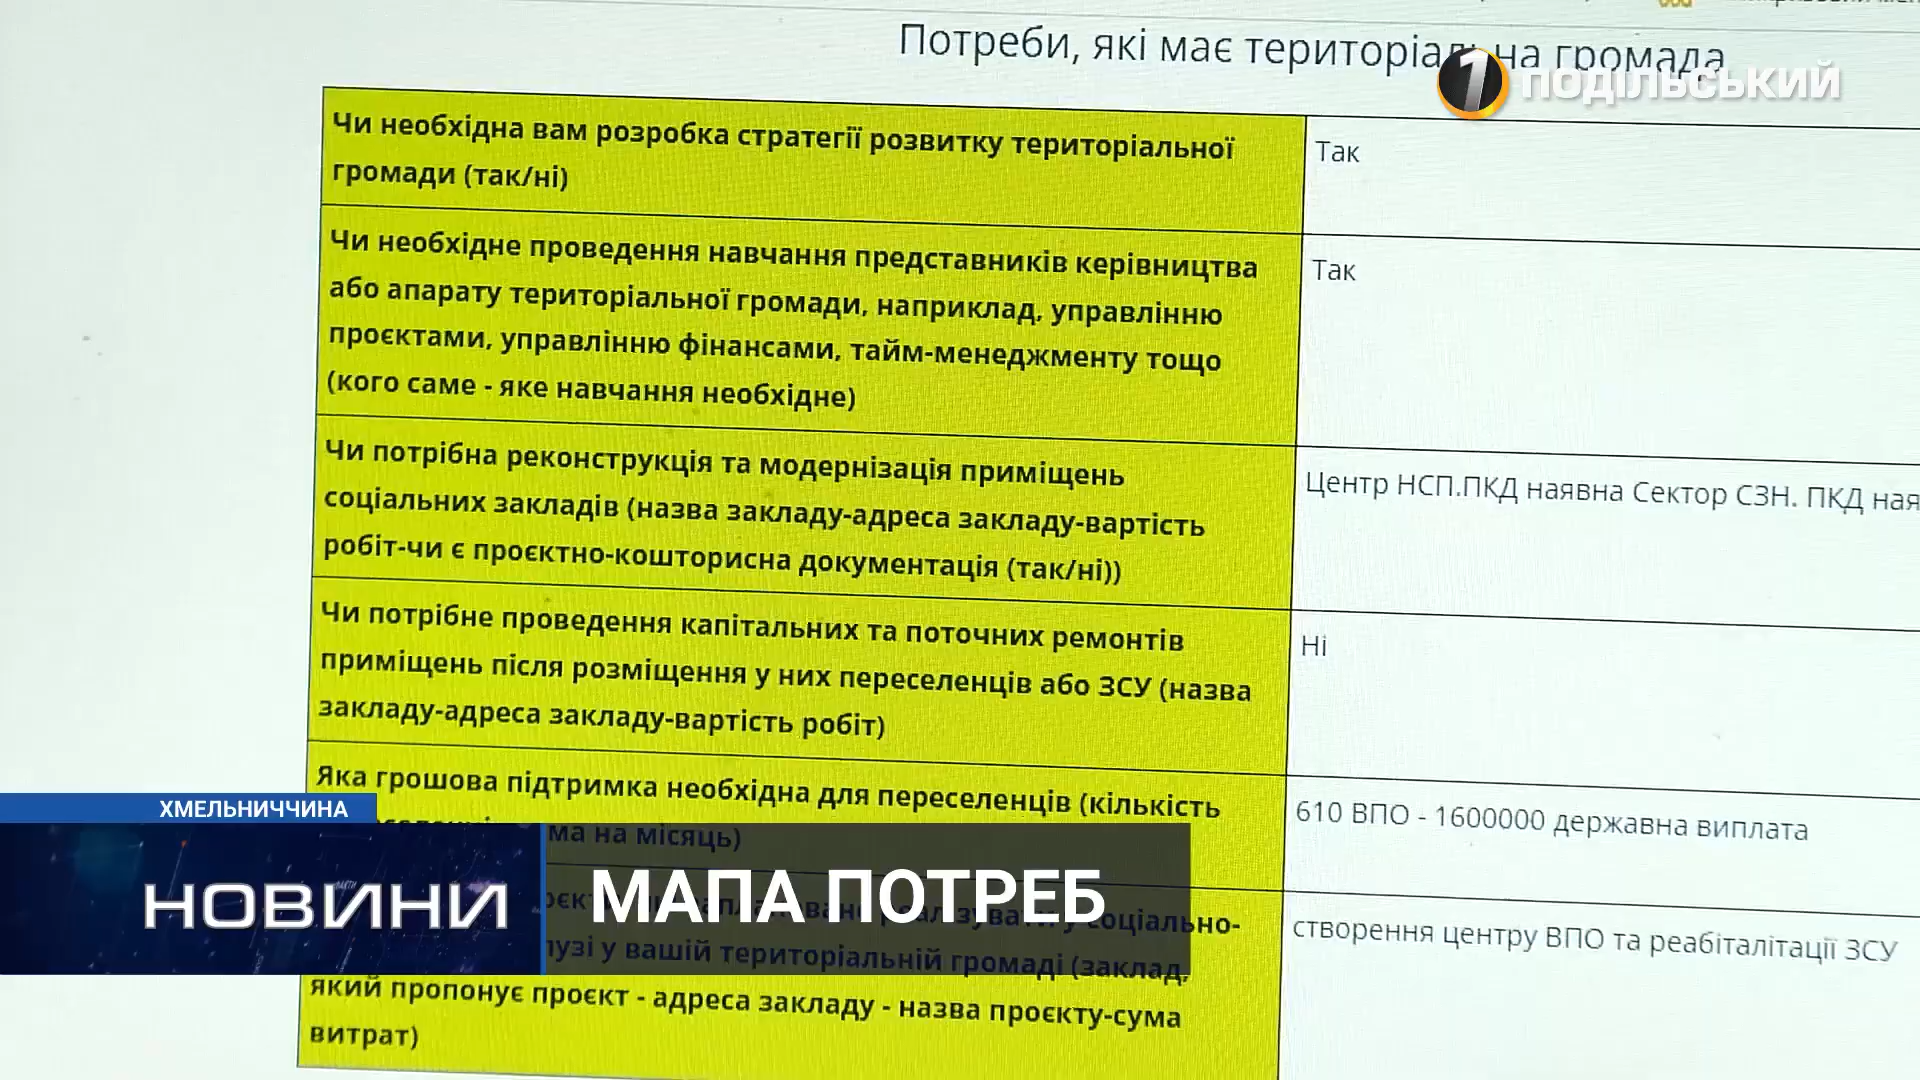 Потреби, які має територіальна громада
1 ПОДІЛЬСЬКИЙ
Чи необхідна вам розробка стратегії розвитку територіальної
громади (так/ні)
Так
Чи необхідне проведення навчання представників керівництва
або апарату територіальної громади, наприклад, управлінню
проєктами, управлінню фінансами, тайм-менеджменту тощо
(кого саме - яке навчання необхідне)
Так
Чи потрібна реконструкція та модернізація приміщень
соціальних закладів (назва закладу-адреса закладу-вартість
робіт-чи є проєктно-кошторисна документація (так/ні))
Центр НСП.ПКД наявна Сектор СЗН. ПКД ная
Чи потрібне проведення капітальних та поточних ремонтів
приміщень після розміщення у них переселенців або ЗСУ (назва
закладу-адреса закладу-вартість робіт)
Ні
Яка грошова підтримка необхідна для переселенців (кількість
на місяць)
610 ВПО - 1600000 державна виплата
соціально-
у вашій територіальній громаді (заклад,
який пропонує проєкт - адреса закладу - назва проєкту-сума
витрат)
створення центру ВПО та реабіталітації ЗСУ
ХМЕЛЬНИЧЧИНА
НОВИНИ
МАПА ПОТРЕБ